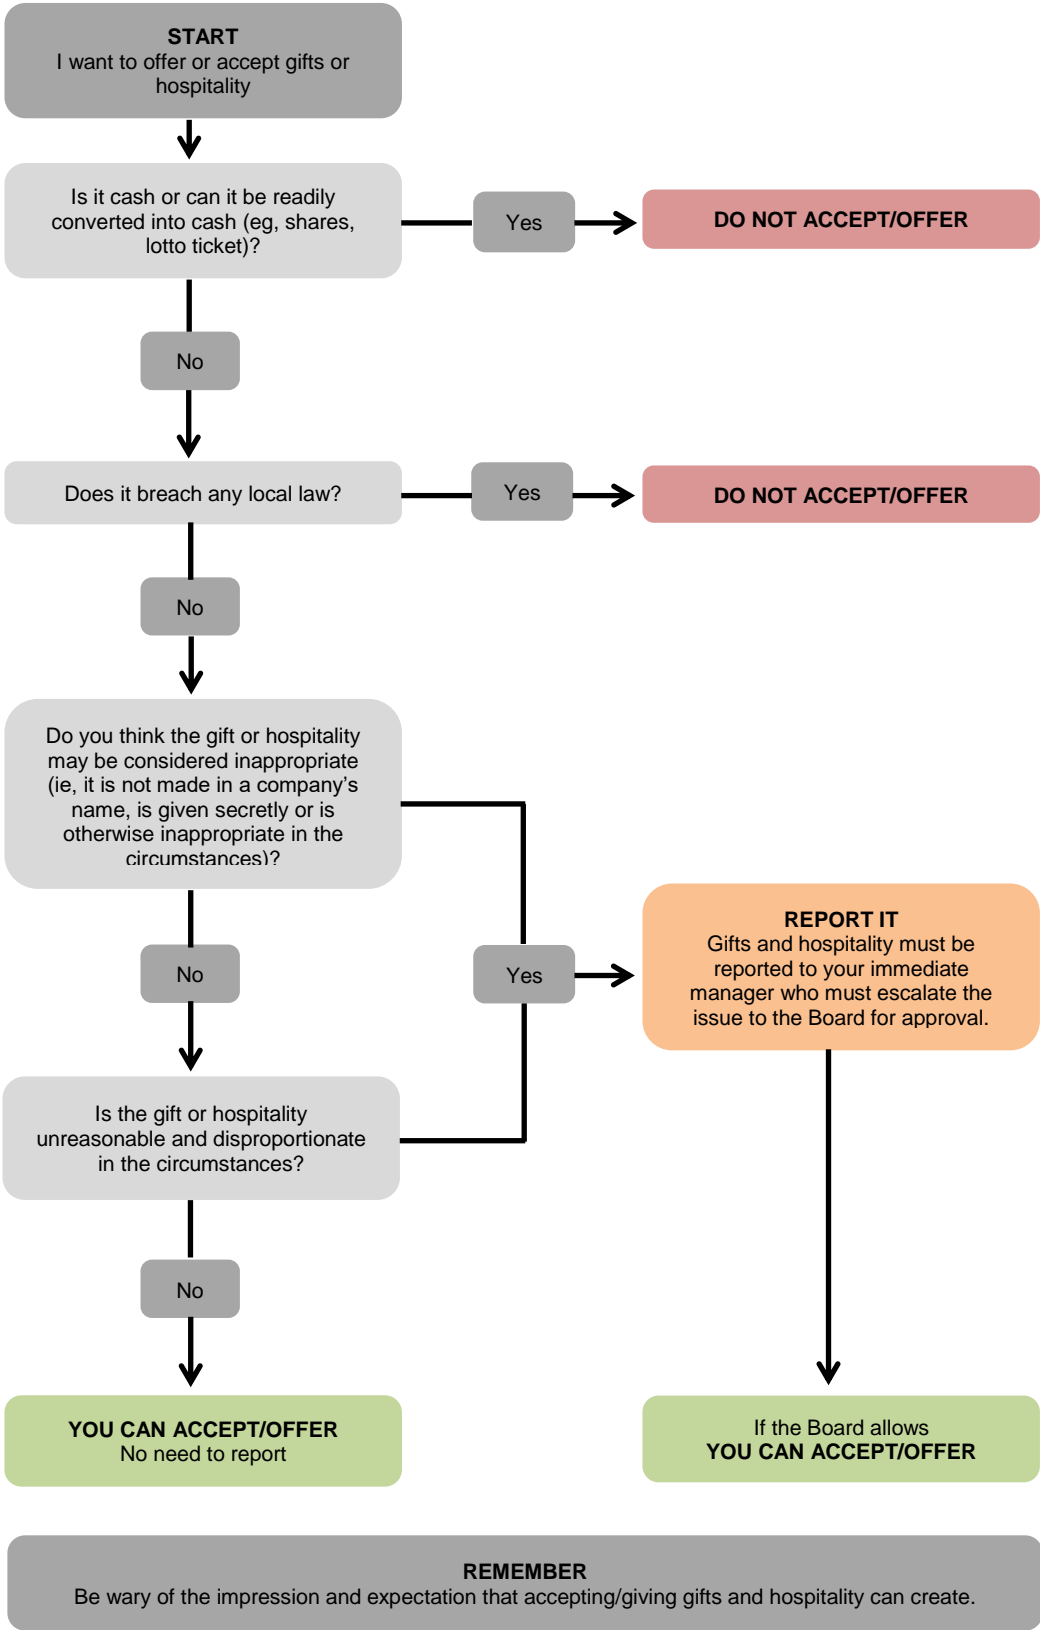 START
I want to offer or accept gifts or
hospitality
Is it cash or can it be readily
converted into cash (eg, shares,
lotto ticket)?
Yes
DO NOT ACCEPT/OFFER
No
Does it breach any local law?
Yes
DO NOT ACCEPT/OFFER
No
Do you think the gift or hospitality
may be considered inappropriate
(ie, it is not made in a company’s
name, is given secretly or is
otherwise inappropriate in the
circumstances)?
No
Yes
REPORT IT
Gifts and hospitality must be
reported to your immediate
manager who must escalate the
issue to the Board for approval.
Is the gift or hospitality
unreasonable and disproportionate
in the circumstances?
No
YOU CAN ACCEPT/OFFER
No need to report
If the Board allows
YOU CAN ACCEPT/OFFER
REMEMBER
Be wary of the impression and expectation that accepting/giving gifts and hospitality can create.